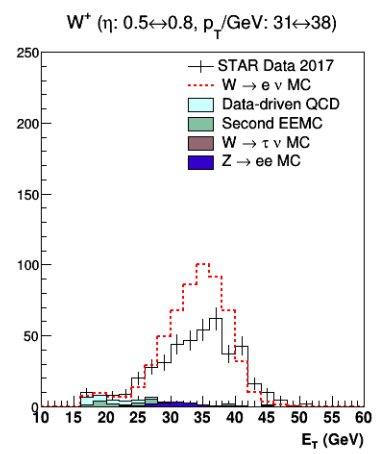 W⁺ (η: 0.5↔0.8, p_T/GeV: 31↔38)
250
200
150
100
50
0
STAR Data 2017
W → e ν MC
Data-driven QCD
Second EEMC
W → τ ν MC
Z → ee MC
10 15 20 25 30 35 40 45 50 55 60
E_T (GeV)